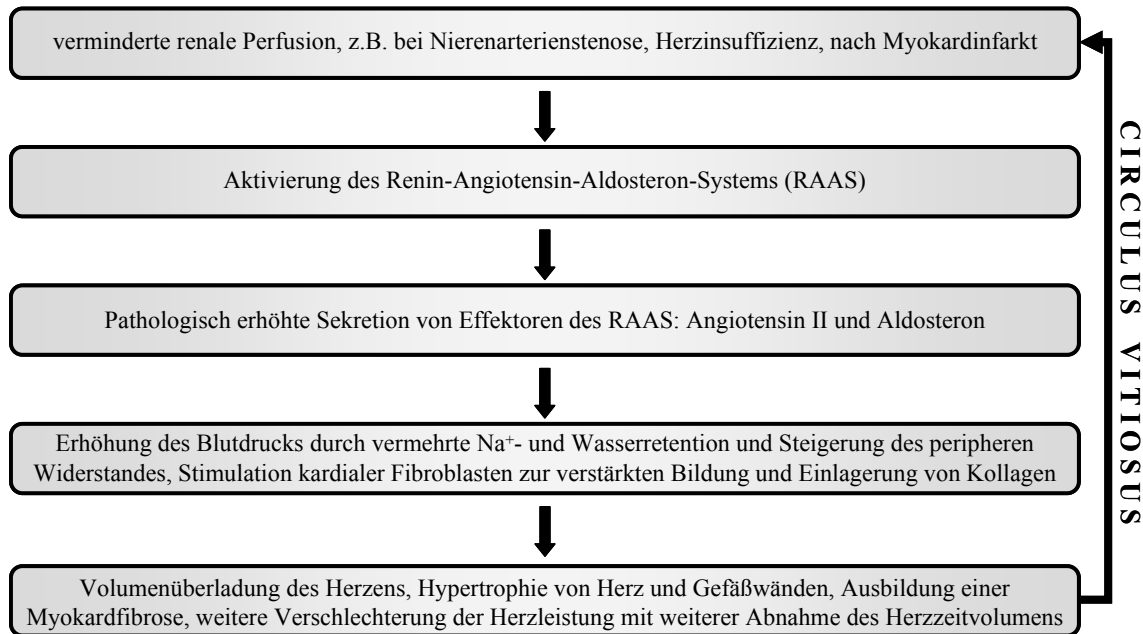 verminderte renale Perfusion, z.B. bei Nierenarterienstenose, Herzinsuffizienz, nach Myokardinfarkt
Aktivierung des Renin-Angiotensin-Aldosteron-Systems (RAAS)
Pathologisch erhöhte Sekretion von Effektoren des RAAS: Angiotensin II und Aldosteron
Erhöhung des Blutdrucks durch vermehrte Na⁺- und Wasserretention und Steigerung des peripheren
Widerstandes, Stimulation kardialer Fibroblasten zur verstärkten Bildung und Einlagerung von Kollagen
Volumenüberladung des Herzens, Hypertrophie von Herz und Gefäßwänden, Ausbildung einer
Myokardfibrose, weitere Verschlechterung der Herzleistung mit weiterer Abnahme des Herzzeitvolumens
CIRCULUS VITIOSUS